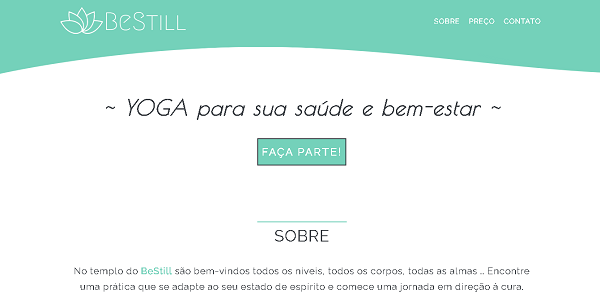 BeStill
SOBRE PREÇO CONTATO
~ YOGA para sua saúde e bem-estar ~
FAÇA PARTE!
SOBRE
No templo do BeStill são bem-vindos todos os niveis, todos os corpos, todas as almas ... Encontre
uma prática que se adapte ao seu estado de espírito e comece uma jornada em direção à cura.